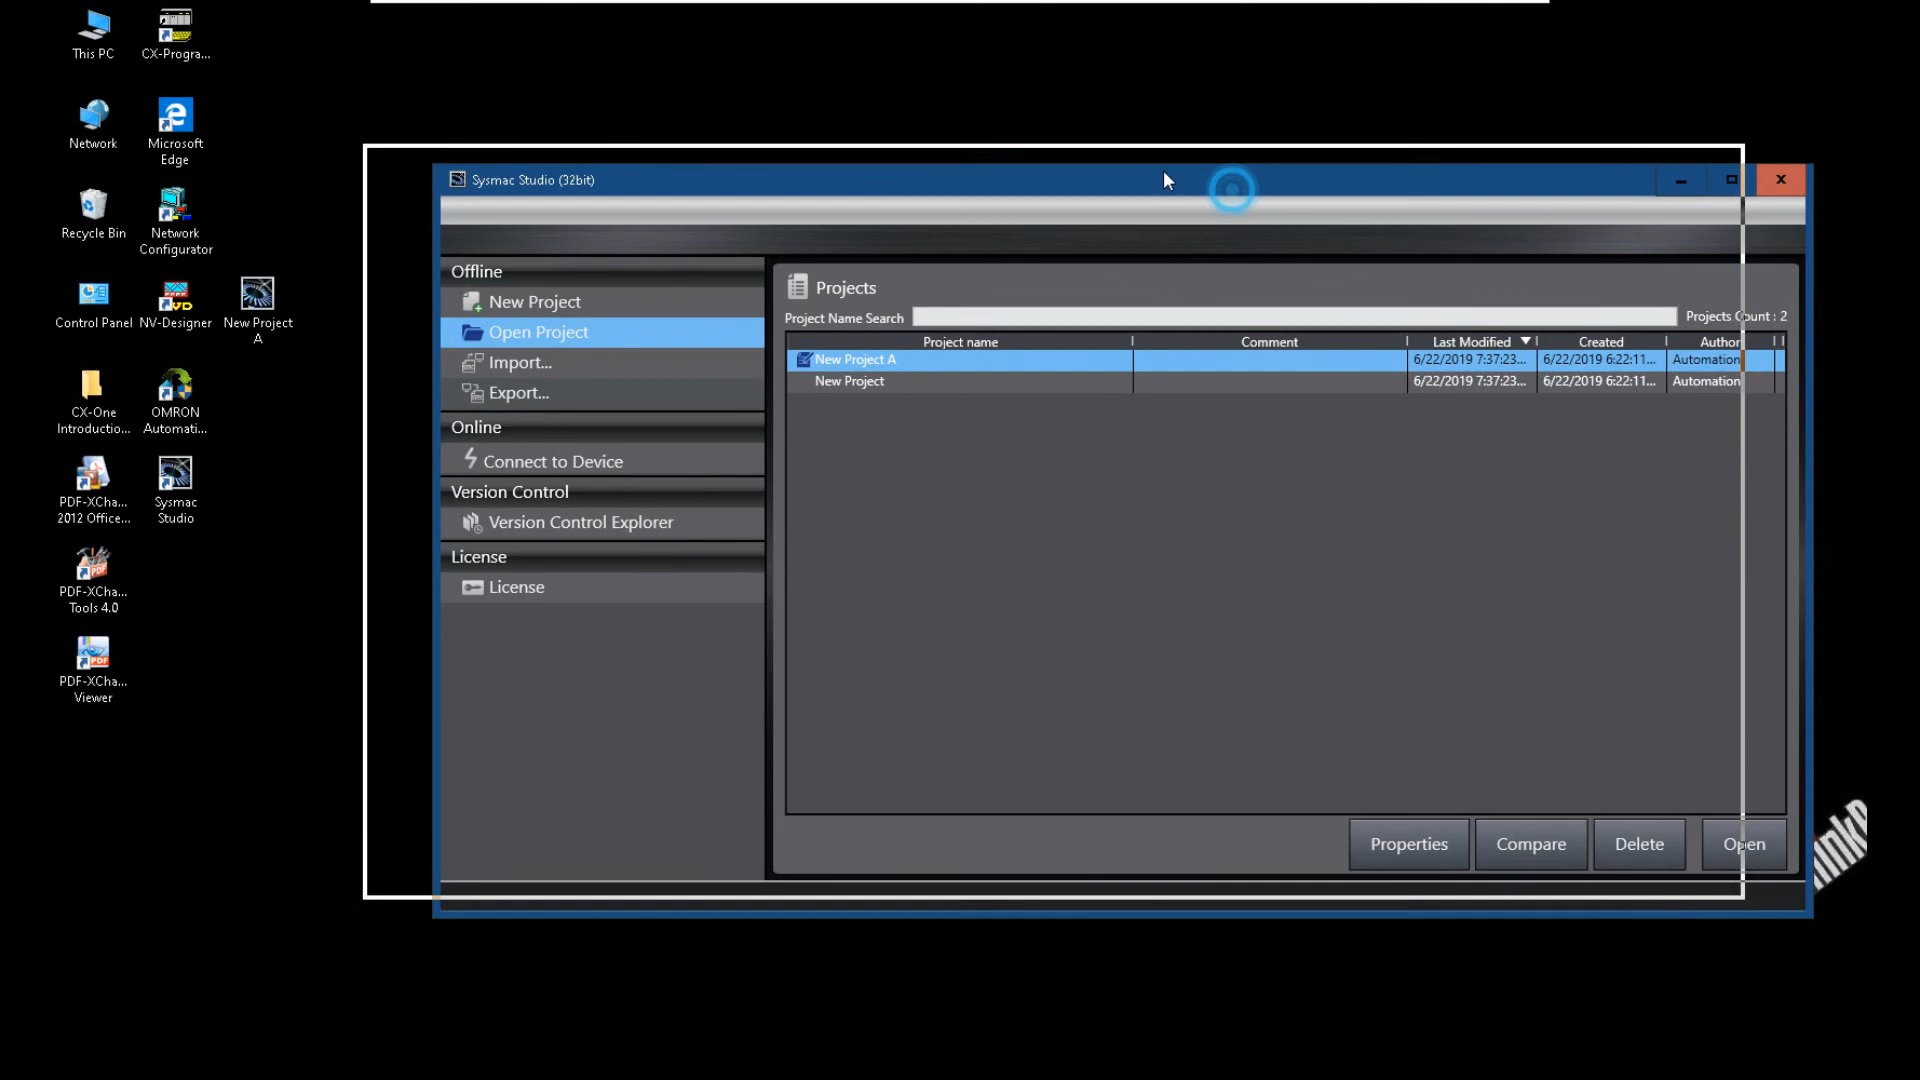 This PC
CX-Progra...
Network
Microsoft
Edge
Recycle Bin
Network
Configurator
Control Panel
NV-Designer
New Project
A
CX-One
Introductio...
OMRON
Automati...
PDF-XCha...
2012 Office...
Sysmac
Studio
PDF-XCha...
Tools 4.0
PDF-XCha...
Viewer
Sysmac Studio (32bit)
Offline
New Project
Open Project
Import...
Export...
Online
Connect to Device
Version Control
Version Control Explorer
License
License
Projects
Project Name Search
Projects Count : 2
Project name Comment Last Modified Created Author
New Project A 6/22/2019 7:37:23... 6/22/2019 6:22:11... Automation
New Project 6/22/2019 7:37:23... 6/22/2019 6:22:11... Automation
Properties Compare Delete Open